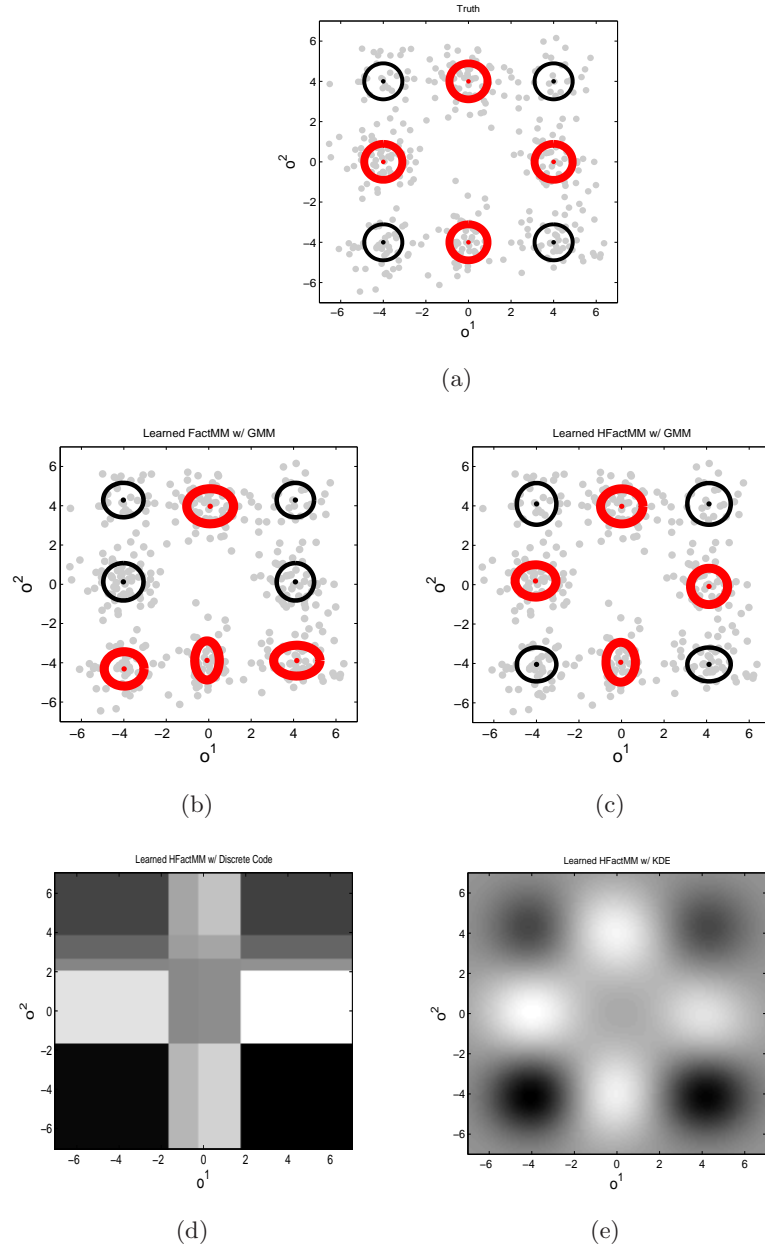 Truth
6
4
2
0
−2
−4
−6
o2
−6 −4 −2 0 2 4 6
o1
(a)
Learned FactMM w/ GMM
6
4
2
0
−2
−4
−6
o2
−6 −4 −2 0 2 4 6
o1
(b)
Learned HFactMM w/ GMM
6
4
2
0
−2
−4
−6
o2
−6 −4 −2 0 2 4 6
o1
(c)
Learned HFactMM w/ Discrete Code
6
4
2
0
−2
−4
−6
o2
−6 −4 −2 0 2 4 6
o1
(d)
Learned HFactMM w/ KDE
6
4
2
0
−2
−4
−6
o2
−6 −4 −2 0 2 4 6
o1
(e)